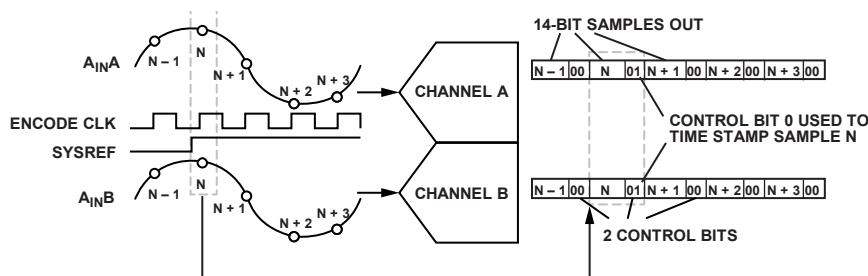 14-BIT SAMPLES OUT
AINA
N – 1
N
N + 1
N + 2
N + 3
CHANNEL A
N – 1 00 N 01 N + 1 00 N + 2 00 N + 3 00
ENCODE CLK
SYSREF
CONTROL BIT 0 USED TO
TIME STAMP SAMPLE N
AINB
N – 1
N
N + 1
N + 2
N + 3
CHANNEL B
N – 1 00 N 01 N + 1 00 N + 2 00 N + 3 00
2 CONTROL BITS